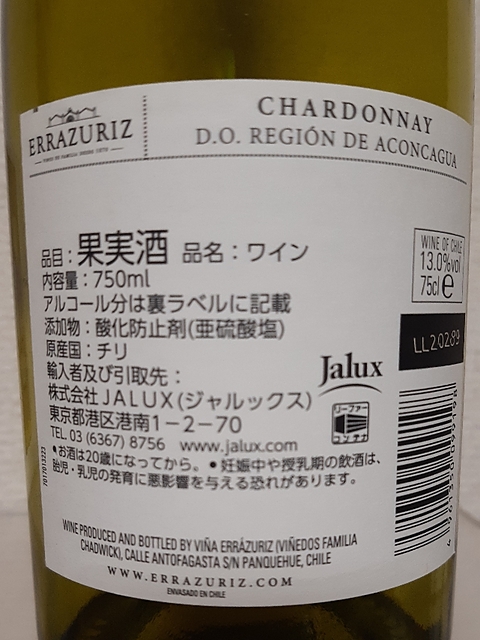 ERRAZURIZ
CHARDONNAY
D.O. REGIÓN DE ACONCAGUA
品目：果実酒 品名：ワイン
内容量：750ml
アルコール分は裏ラベルに記載
添加物：酸化防止剤(亜硫酸塩)
原産国：チリ
輸入者及び引取先：
株式会社JALUX(ジャルックス)
東京都港区港南1－2－70
TEL 03 (6367) 8756 www.jalux.com
●お酒は20歳になってから。●妊娠中や授乳期の飲酒は、
胎児・乳児の発育に悪影響を与える恐れがあります。
WINE OF CHILE
13.0%vol
75cl e
LL20289
Jalux
リーファー
コンテナ
7017013223
WINE PRODUCED AND BOTTLED BY VIÑA ERRÁZURIZ (VIÑEDOS FAMILIA
CHADWICK), CALLE ANTOFAGASTA S/N PANQUEHUE, CHILE
WWW.ERRAZURIZ.COM
ENVASADO EN CHILE